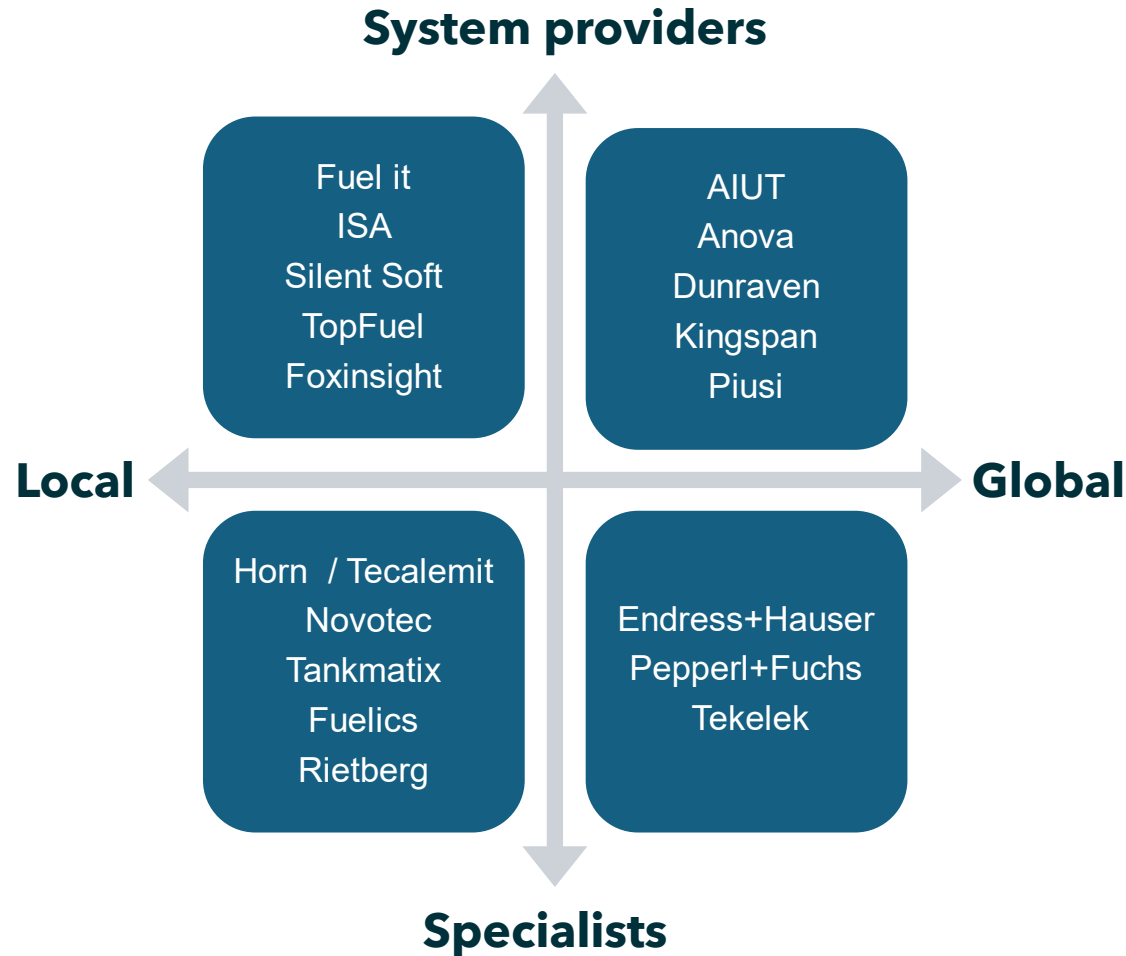 System providers
Fuel it
ISA
Silent Soft
TopFuel
Foxinsight
AIUT
Anova
Dunraven
Kingspan
Piusi
Local
Global
Horn / Tecalemit
Novotec
Tankmatix
Fuelics
Rietberg
Endress+Hauser
Pepperl+Fuchs
Tekelek
Specialists